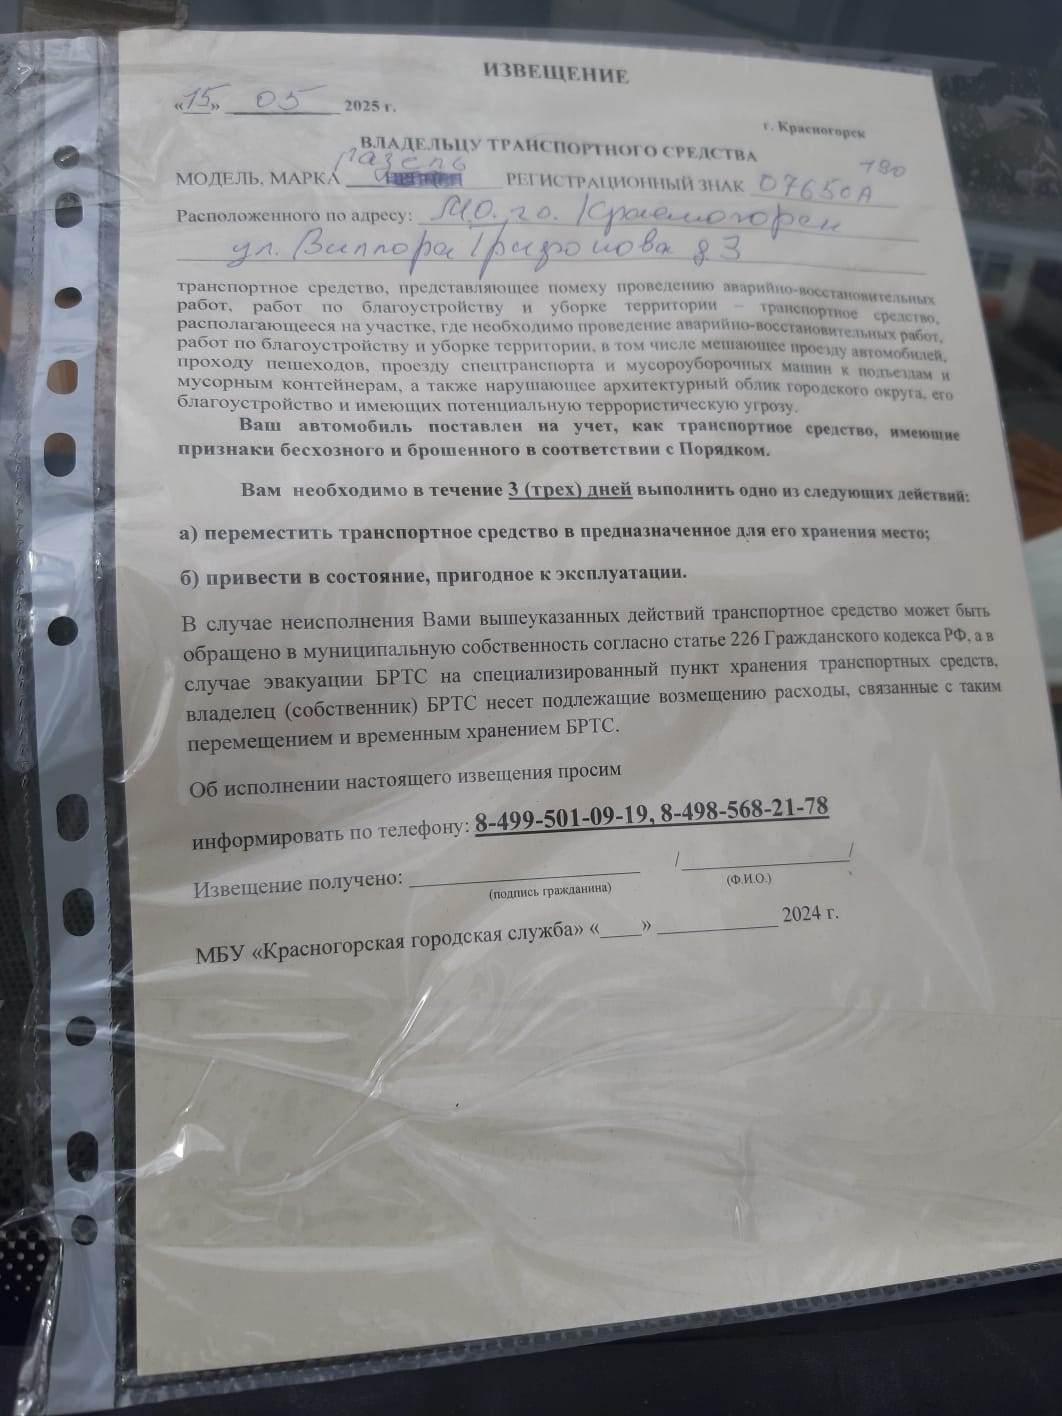 ИЗВЕЩЕНИЕ
«15» 05 2025 г.
г. Красногорск
ВЛАДЕЛЬЦУ ТРАНСПОРТНОГО СРЕДСТВА
МОДЕЛЬ, МАРКА газель РЕГИСТРАЦИОННЫЙ ЗНАК 0765ОА 790
Расположенного по адресу: М.О. г.о. Красногорск
ул. Виктора Трифонова д 3
транспортное средство, представляющее помеху проведению аварийно-восстановительных
работ, работ по благоустройству и уборке территории – транспортное средство,
располагающееся на участке, где необходимо проведение аварийно-восстановительных работ,
работ по благоустройству и уборке территории, в том числе мешающее проезду автомобилей,
проходу пешеходов, проезду спецтранспорта и мусороуборочных машин к подъездам и
мусорным контейнерам, а также нарушающее архитектурный облик городского округа, его
благоустройство и имеющих потенциальную террористическую угрозу.
Ваш автомобиль поставлен на учет, как транспортное средство, имеющие
признаки бесхозного и брошенного в соответствии с Порядком.
Вам необходимо в течение 3 (трех) дней выполнить одно из следующих действий:
а) переместить транспортное средство в предназначенное для его хранения место;
б) привести в состояние, пригодное к эксплуатации.
В случае неисполнения Вами вышеуказанных действий транспортное средство может быть
обращено в муниципальную собственность согласно статье 226 Гражданского кодекса РФ, а в
случае эвакуации БРТС на специализированный пункт хранения транспортных средств,
владелец (собственник) БРТС несет подлежащие возмещению расходы, связанные с таким
перемещением и временным хранением БРТС.
Об исполнении настоящего извещения просим
информировать по телефону: 8-499-501-09-19, 8-498-568-21-78
Извещение получено: ____________________ /_______________/
(подпись гражданина) (Ф.И.О.)
МБУ «Красногорская городская служба» «____» ___________ 2024 г.